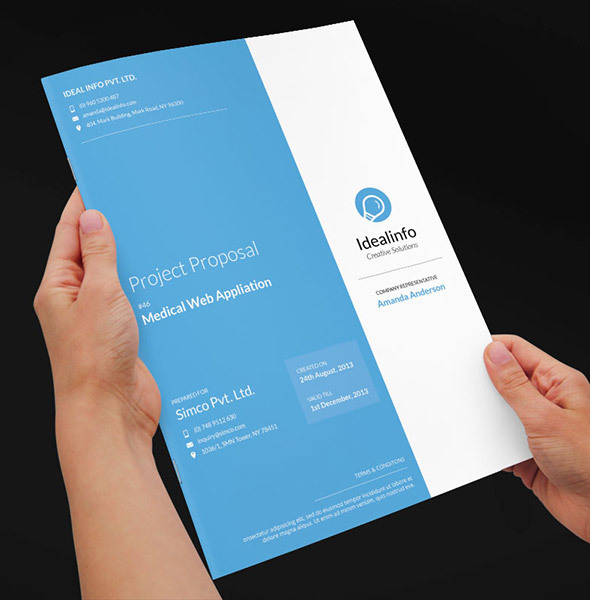 IDEAL INFO PVT. LTD.
(0) 960 5200 467
amanda@idealinfo.com
404, Mark Building, Mark Road, NY 96300
Idealinfo
Creative Solutions
COMPANY REPRESENTATIVE
Amanda Anderson
Project Proposal
#46
Medical Web Appliation
PREPARED FOR
Simco Pvt. Ltd.
(0) 748 9512 630
inquiry@simco.com
1036/1, SMN Tower, NY 78451
CREATED ON
24th August, 2013
VALID TILL
1st December, 2013
TERMS & CONDITIONS
onsectetur adipisicing elit, sed do eiusmod tempor incididunt ut labore et
dolore magna aliqua. Ut enim ad minim veniam, quis nostrud exe.